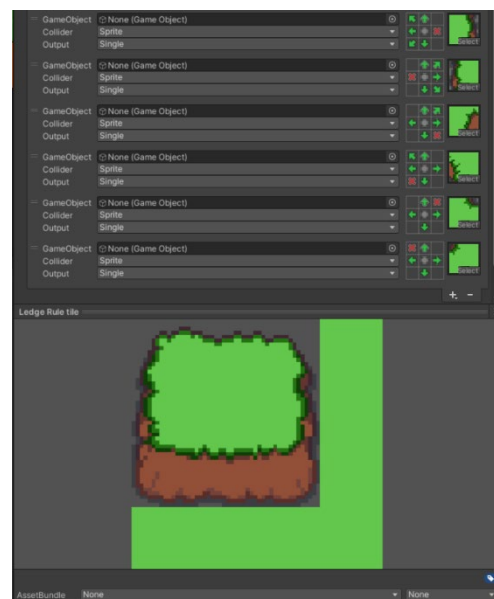 GameObject None (Game Object)
Collider Sprite
Output Single
Select
GameObject None (Game Object)
Collider Sprite
Output Single
Select
GameObject None (Game Object)
Collider Sprite
Output Single
Select
GameObject None (Game Object)
Collider Sprite
Output Single
Select
GameObject None (Game Object)
Collider Sprite
Output Single
Select
GameObject None (Game Object)
Collider Sprite
Output Single
Select
+ -
Ledge Rule tile
AssetBundle None None